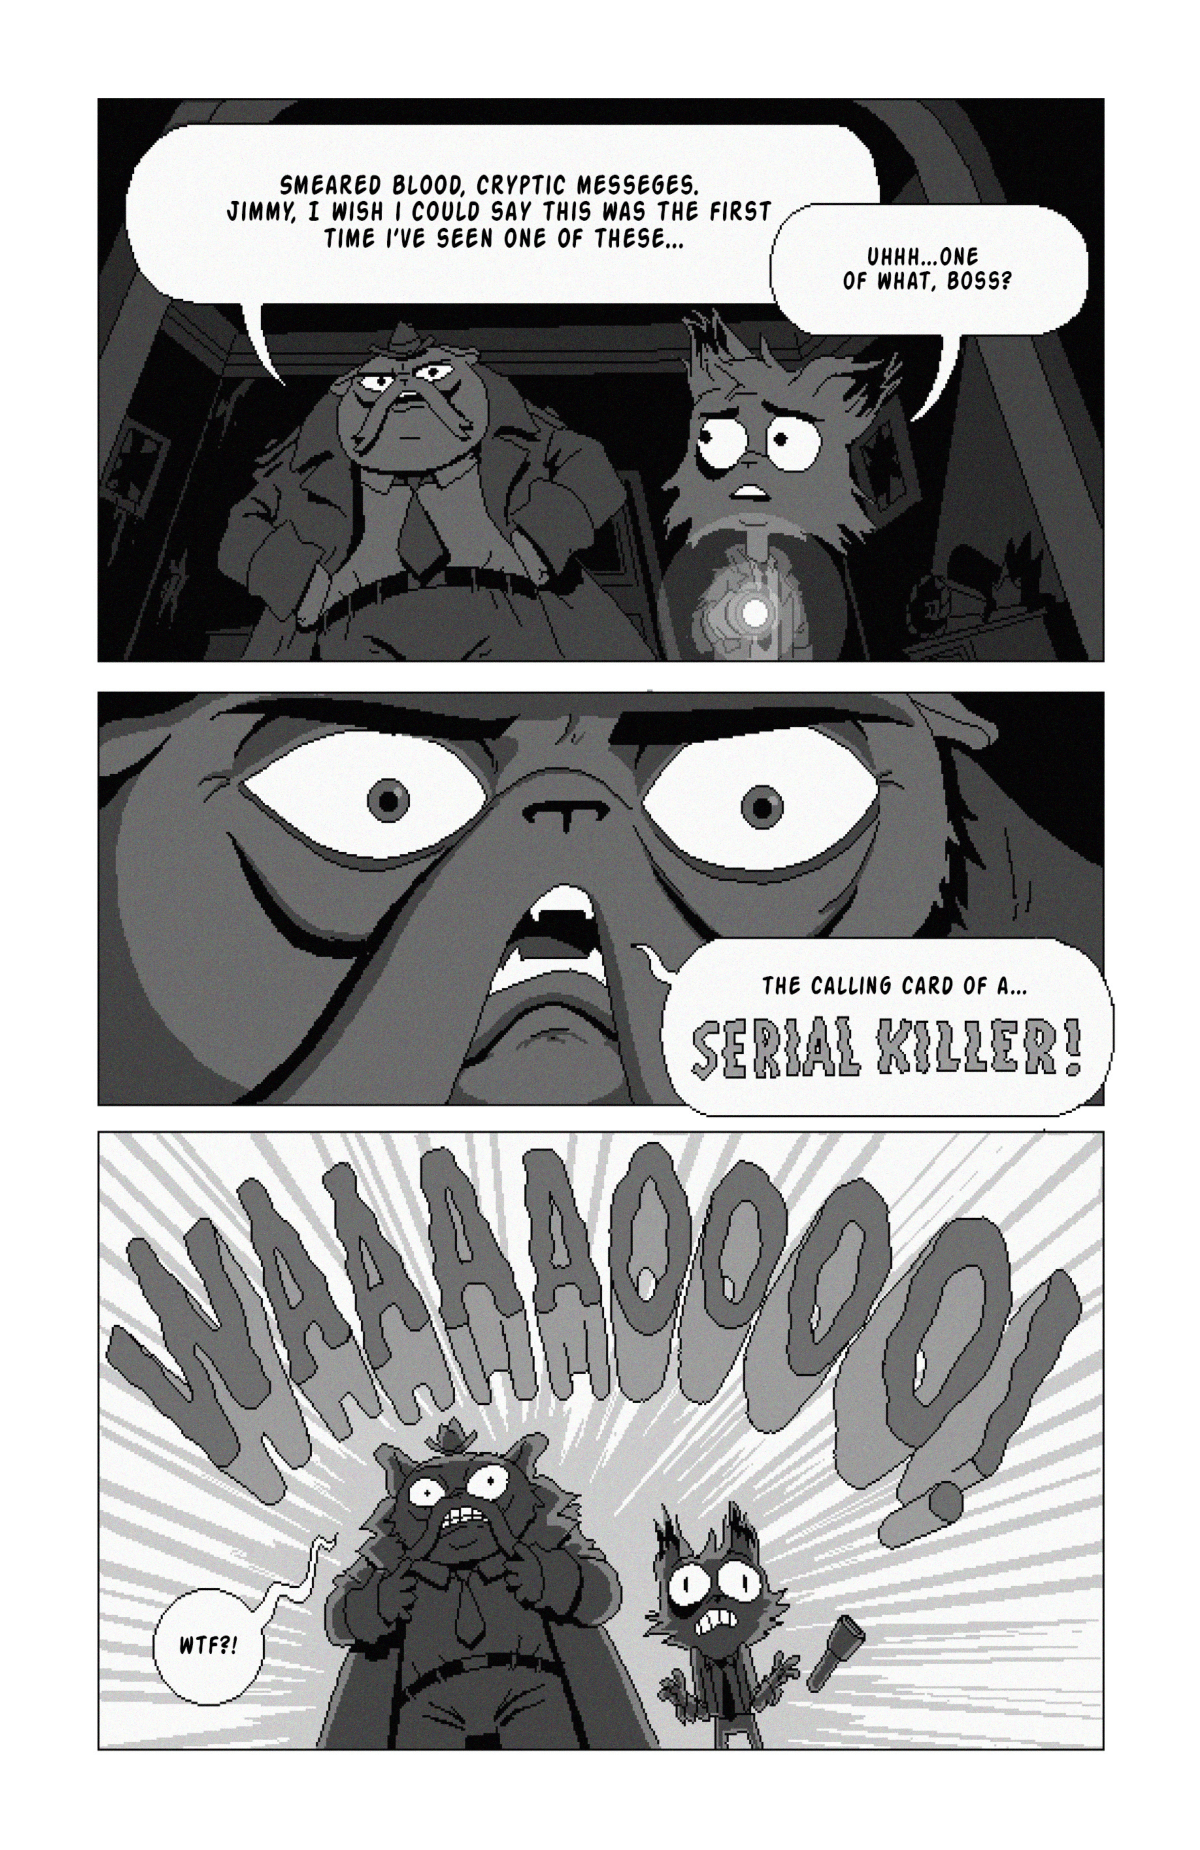 SMEARED BLOOD, CRYPTIC MESSEGES.
JIMMY, I WISH I COULD SAY THIS WAS THE FIRST
TIME I'VE SEEN ONE OF THESE...
UHHH...ONE
OF WHAT, BOSS?
THE CALLING CARD OF A...
SERIAL KILLER!
WAAAAOOOO!
WTF?!